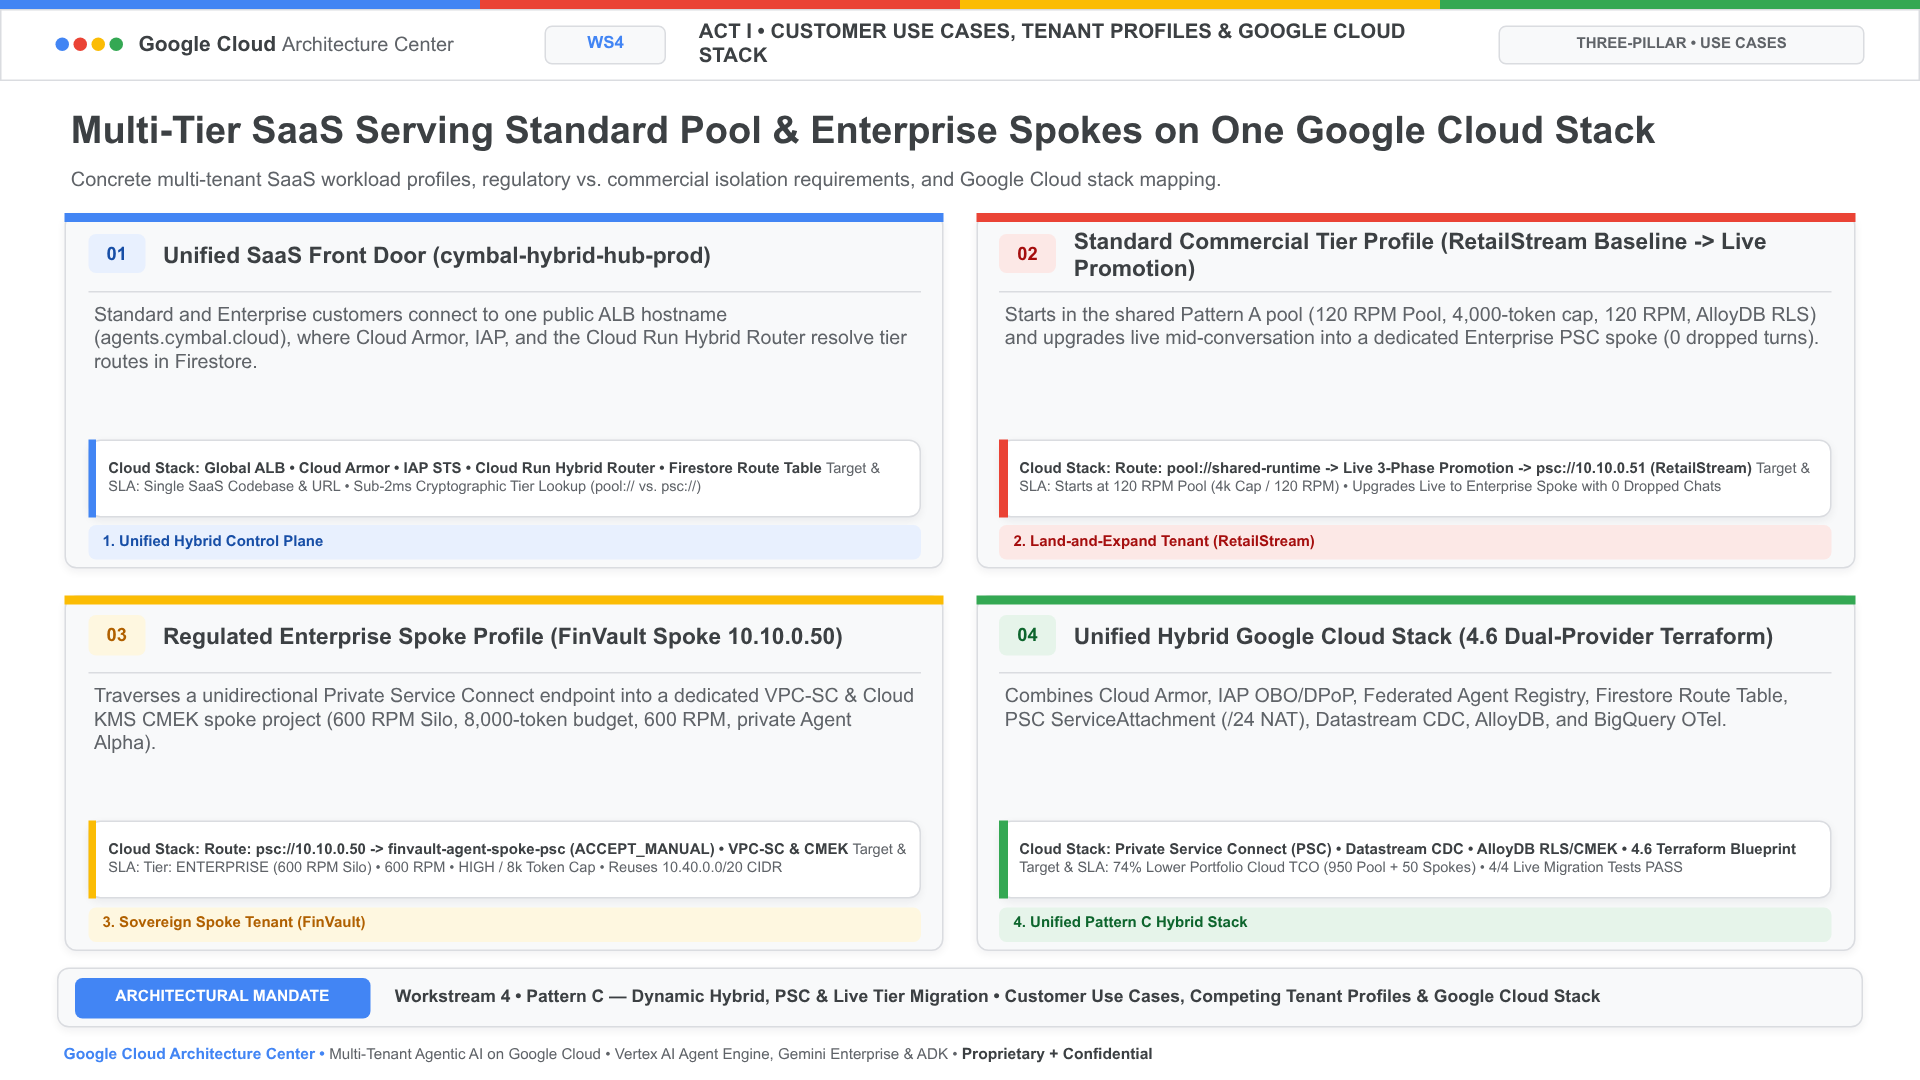 Google Cloud Architecture Center
WS4
ACT I • CUSTOMER USE CASES, TENANT PROFILES & GOOGLE CLOUD
STACK
THREE-PILLAR • USE CASES
Multi-Tier SaaS Serving Standard Pool & Enterprise Spokes on One Google Cloud Stack
Concrete multi-tenant SaaS workload profiles, regulatory vs. commercial isolation requirements, and Google Cloud stack mapping.
01
Unified SaaS Front Door (cymbal-hybrid-hub-prod)
Standard and Enterprise customers connect to one public ALB hostname
(agents.cymbal.cloud), where Cloud Armor, IAP, and the Cloud Run Hybrid Router resolve tier
routes in Firestore.
Cloud Stack: Global ALB • Cloud Armor • IAP STS • Cloud Run Hybrid Router • Firestore Route Table Target &
SLA: Single SaaS Codebase & URL • Sub-2ms Cryptographic Tier Lookup (pool:// vs. psc://)
1. Unified Hybrid Control Plane
02
Standard Commercial Tier Profile (RetailStream Baseline -> Live
Promotion)
Starts in the shared Pattern A pool (120 RPM Pool, 4,000-token cap, 120 RPM, AlloyDB RLS)
and upgrades live mid-conversation into a dedicated Enterprise PSC spoke (0 dropped turns).
Cloud Stack: Route: pool://shared-runtime -> Live 3-Phase Promotion -> psc://10.10.0.51 (RetailStream) Target &
SLA: Starts at 120 RPM Pool (4k Cap / 120 RPM) • Upgrades Live to Enterprise Spoke with 0 Dropped Chats
2. Land-and-Expand Tenant (RetailStream)
03
Regulated Enterprise Spoke Profile (FinVault Spoke 10.10.0.50)
Traverses a unidirectional Private Service Connect endpoint into a dedicated VPC-SC & Cloud
KMS CMEK spoke project (600 RPM Silo, 8,000-token budget, 600 RPM, private Agent
Alpha).
Cloud Stack: Route: psc://10.10.0.50 -> finvault-agent-spoke-psc (ACCEPT_MANUAL) • VPC-SC & CMEK Target &
SLA: Tier: ENTERPRISE (600 RPM Silo) • 600 RPM • HIGH / 8k Token Cap • Reuses 10.40.0.0/20 CIDR
3. Sovereign Spoke Tenant (FinVault)
04
Unified Hybrid Google Cloud Stack (4.6 Dual-Provider Terraform)
Combines Cloud Armor, IAP OBO/DPoP, Federated Agent Registry, Firestore Route Table,
PSC ServiceAttachment (/24 NAT), Datastream CDC, AlloyDB, and BigQuery OTel.
Cloud Stack: Private Service Connect (PSC) • Datastream CDC • AlloyDB RLS/CMEK • 4.6 Terraform Blueprint
Target & SLA: 74% Lower Portfolio Cloud TCO (950 Pool + 50 Spokes) • 4/4 Live Migration Tests PASS
4. Unified Pattern C Hybrid Stack
ARCHITECTURAL MANDATE
Workstream 4 • Pattern C — Dynamic Hybrid, PSC & Live Tier Migration • Customer Use Cases, Competing Tenant Profiles & Google Cloud Stack
Google Cloud Architecture Center • Multi-Tenant Agentic AI on Google Cloud • Vertex AI Agent Engine, Gemini Enterprise & ADK • Proprietary + Confidential